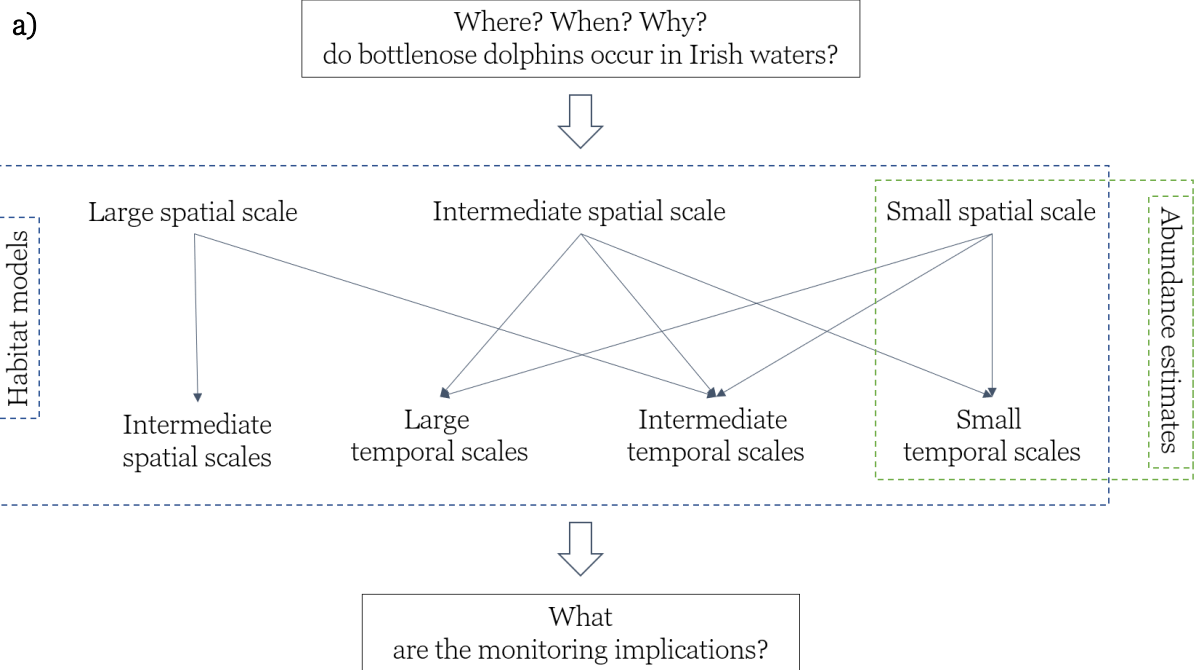 a)
Where? When? Why?
do bottlenose dolphins occur in Irish waters?
Large spatial scale
Intermediate spatial scale
Small spatial scale
Habitat models
Abundance estimates
Intermediate
spatial scales
Large
temporal scales
Intermediate
temporal scales
Small
temporal scales
What
are the monitoring implications?